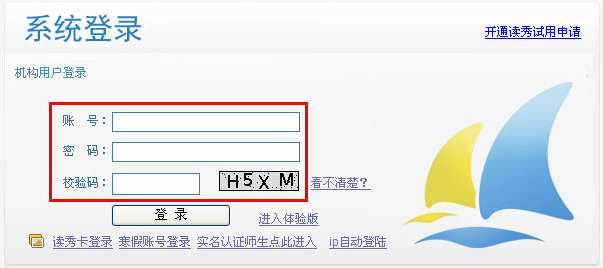 系统登录
开通读秀试用申请
机构用户登录
账 号：
密 码：
校验码： H5XM 看不清楚？
登 录 进入体验版
读秀卡登录 寒假账号登录 实名认证师生点此进入 ip自动登陆